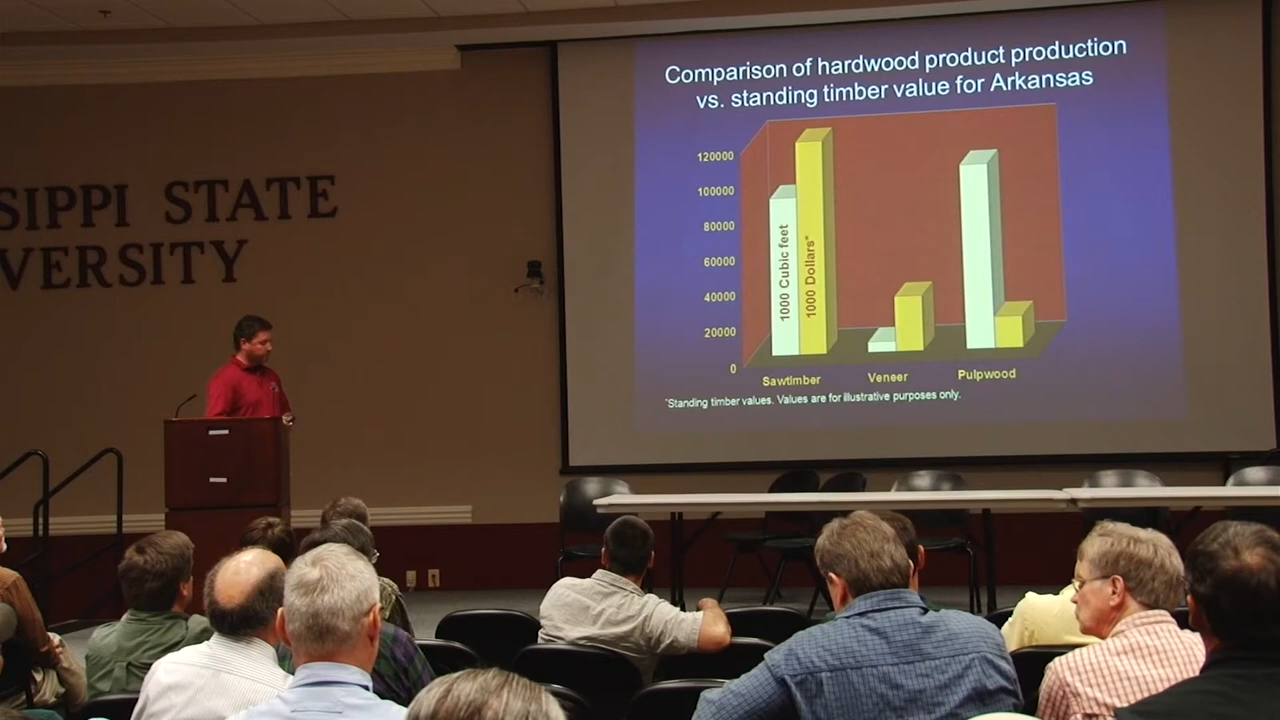 SIPPI STATE
VERSITY
Comparison of hardwood product production
vs. standing timber value for Arkansas
120000
100000
80000
60000
40000
20000
0
1000 Cubic feet
1000 Dollars*
Sawtimber
Veneer
Pulpwood
*Standing timber values. Values are for illustrative purposes only.